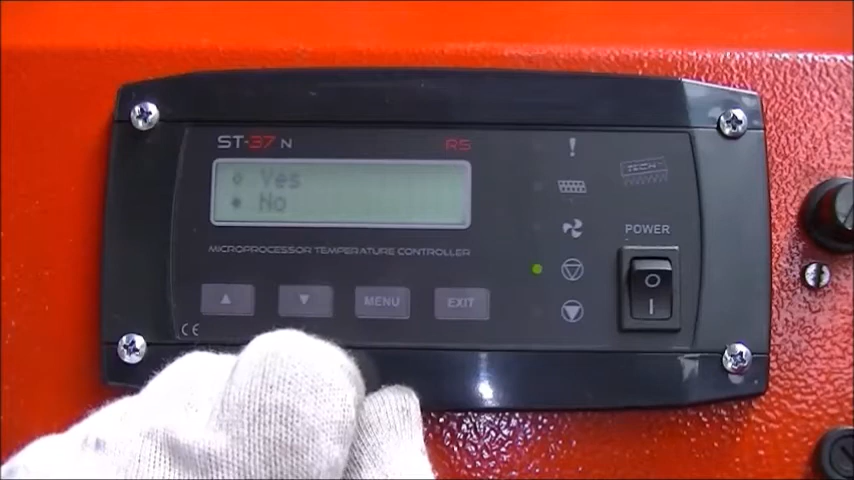 ST-37 N RS
Yes
No
MICROPROCESSOR TEMPERATURE CONTROLLER
MENU EXIT
CE
TECH
POWER